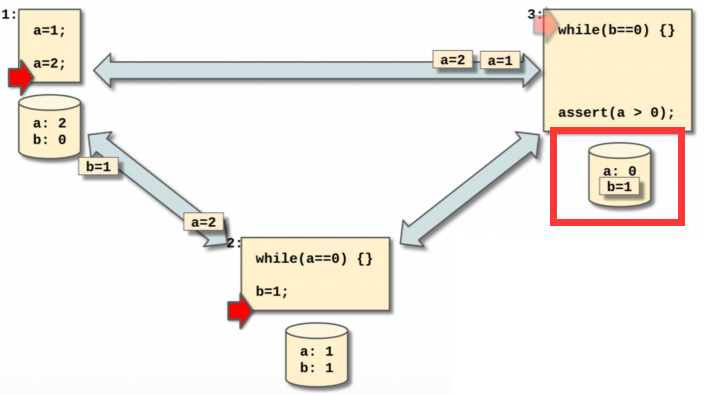 1:
a=1;
a=2;
a: 2
b: 0
b=1
a=2
a=2
a=1
3:
while(b==0) {}
assert(a > 0);
a: 0
b=1
2:
while(a==0) {}
b=1;
a: 1
b: 1